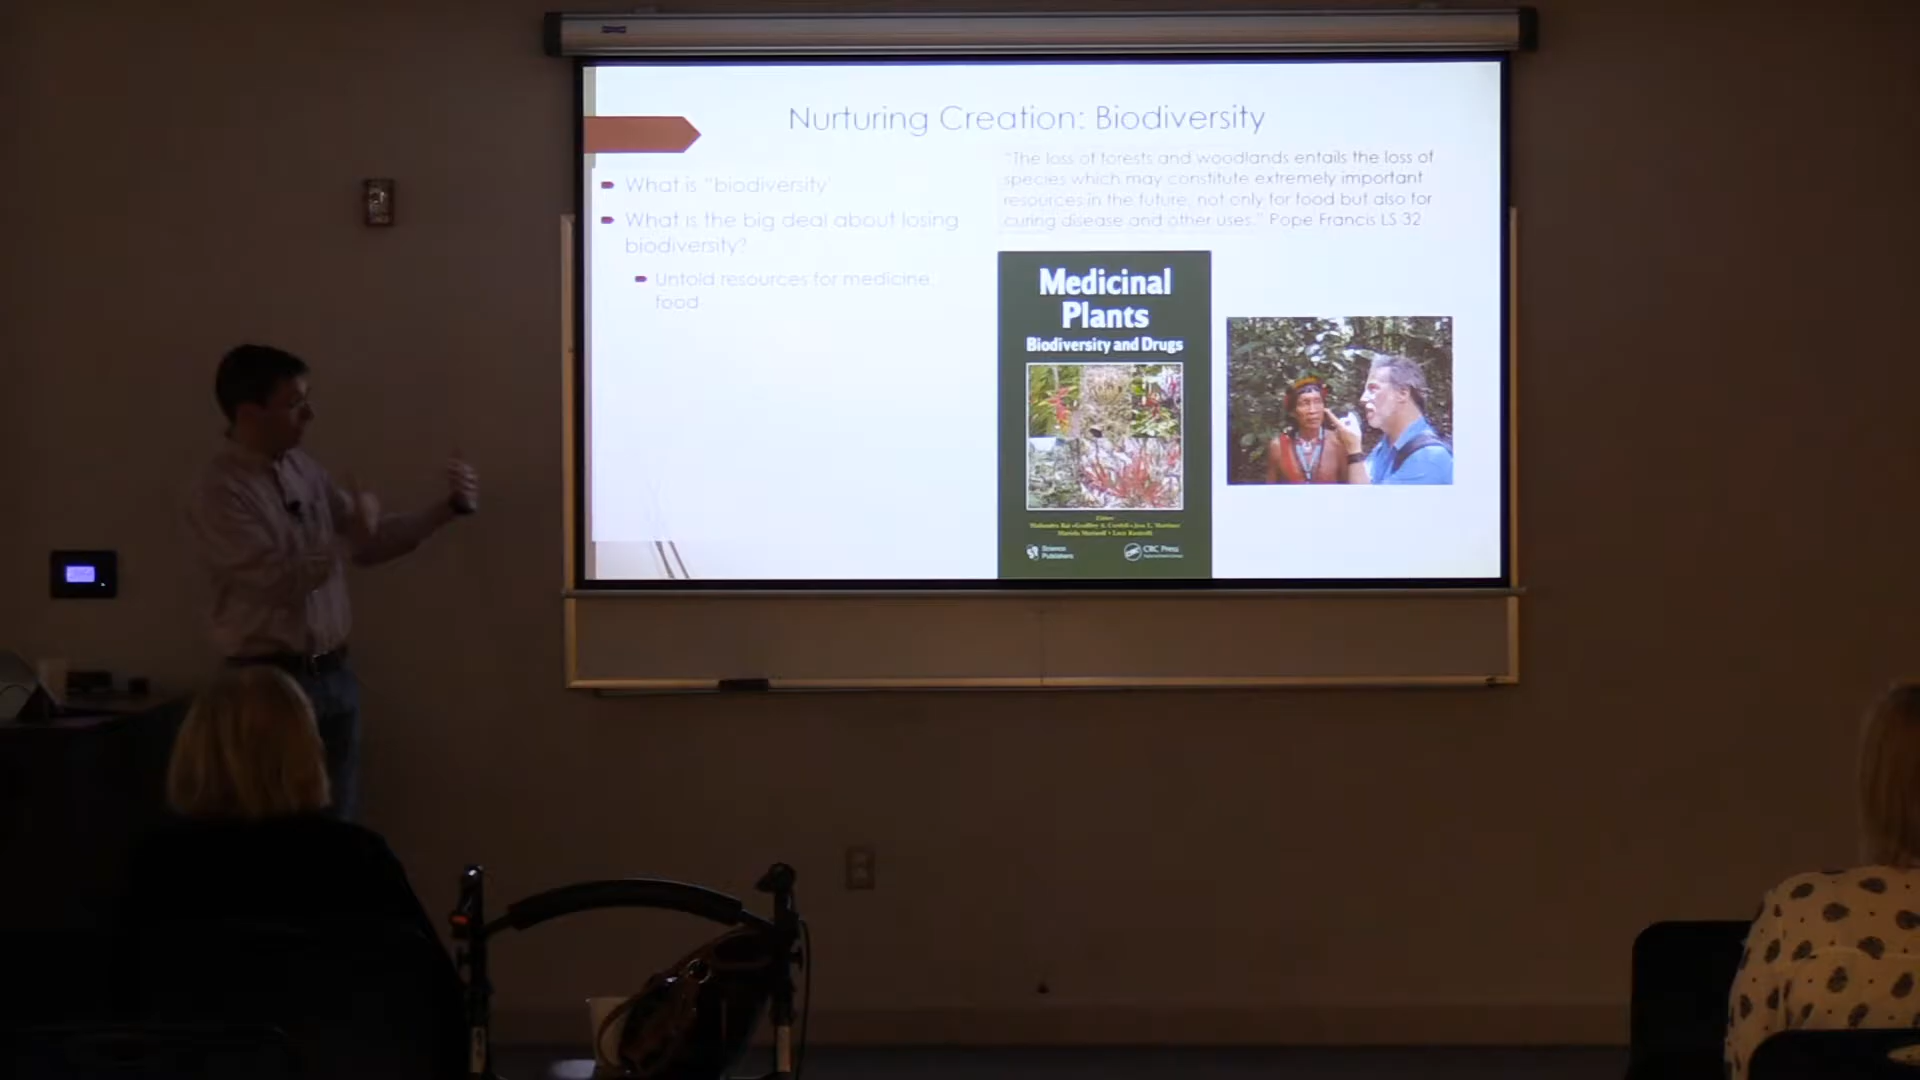 Nurturing Creation: Biodiversity
What is "biodiversity'
What is the big deal about losing
biodiversity?
Untold resources for medicine,
food
"The loss of forests and woodlands entails the loss of
species which may constitute extremely important
resources in the future, not only for food but also for
curing disease and other uses." Pope Francis LS 32
Medicinal
Plants
Biodiversity and Drugs
Science
Publishers
CRC Press